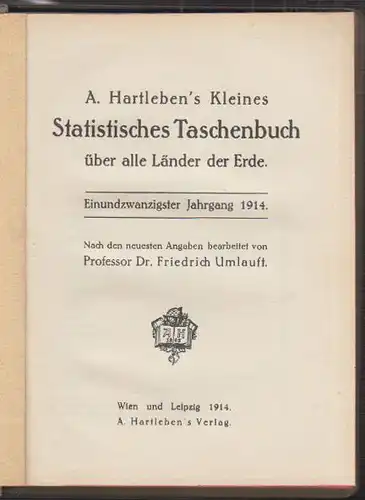 A. Hartleben's Kleines
Statistisches Taschenbuch
über alle Länder der Erde.
Einundzwanzigster Jahrgang 1914.
Nach den neuesten Angaben bearbeitet von
Professor Dr. Friedrich Umlauft.
A H
Wien und Leipzig 1914.
A. Hartleben's Verlag.